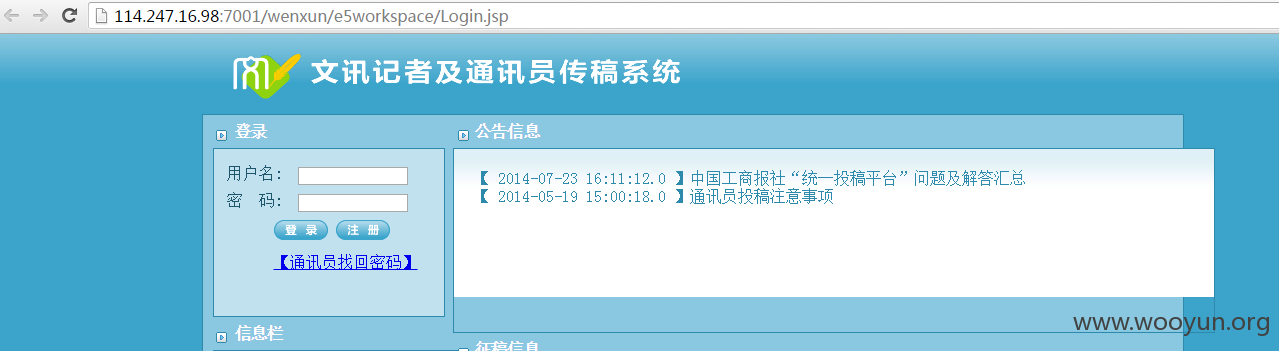 114.247.16.98:7001/wenxun/e5workspace/Login.jsp
文讯记者及通讯员传稿系统
登录
用户名：
密 码：
登 录 注 册
【通讯员找回密码】
信息栏
公告信息
【 2014-07-23 16:11:12.0 】中国工商报社“统一投稿平台”问题及解答汇总
【 2014-05-19 15:00:18.0 】通讯员投稿注意事项
征稿信息
www.wooyun.org